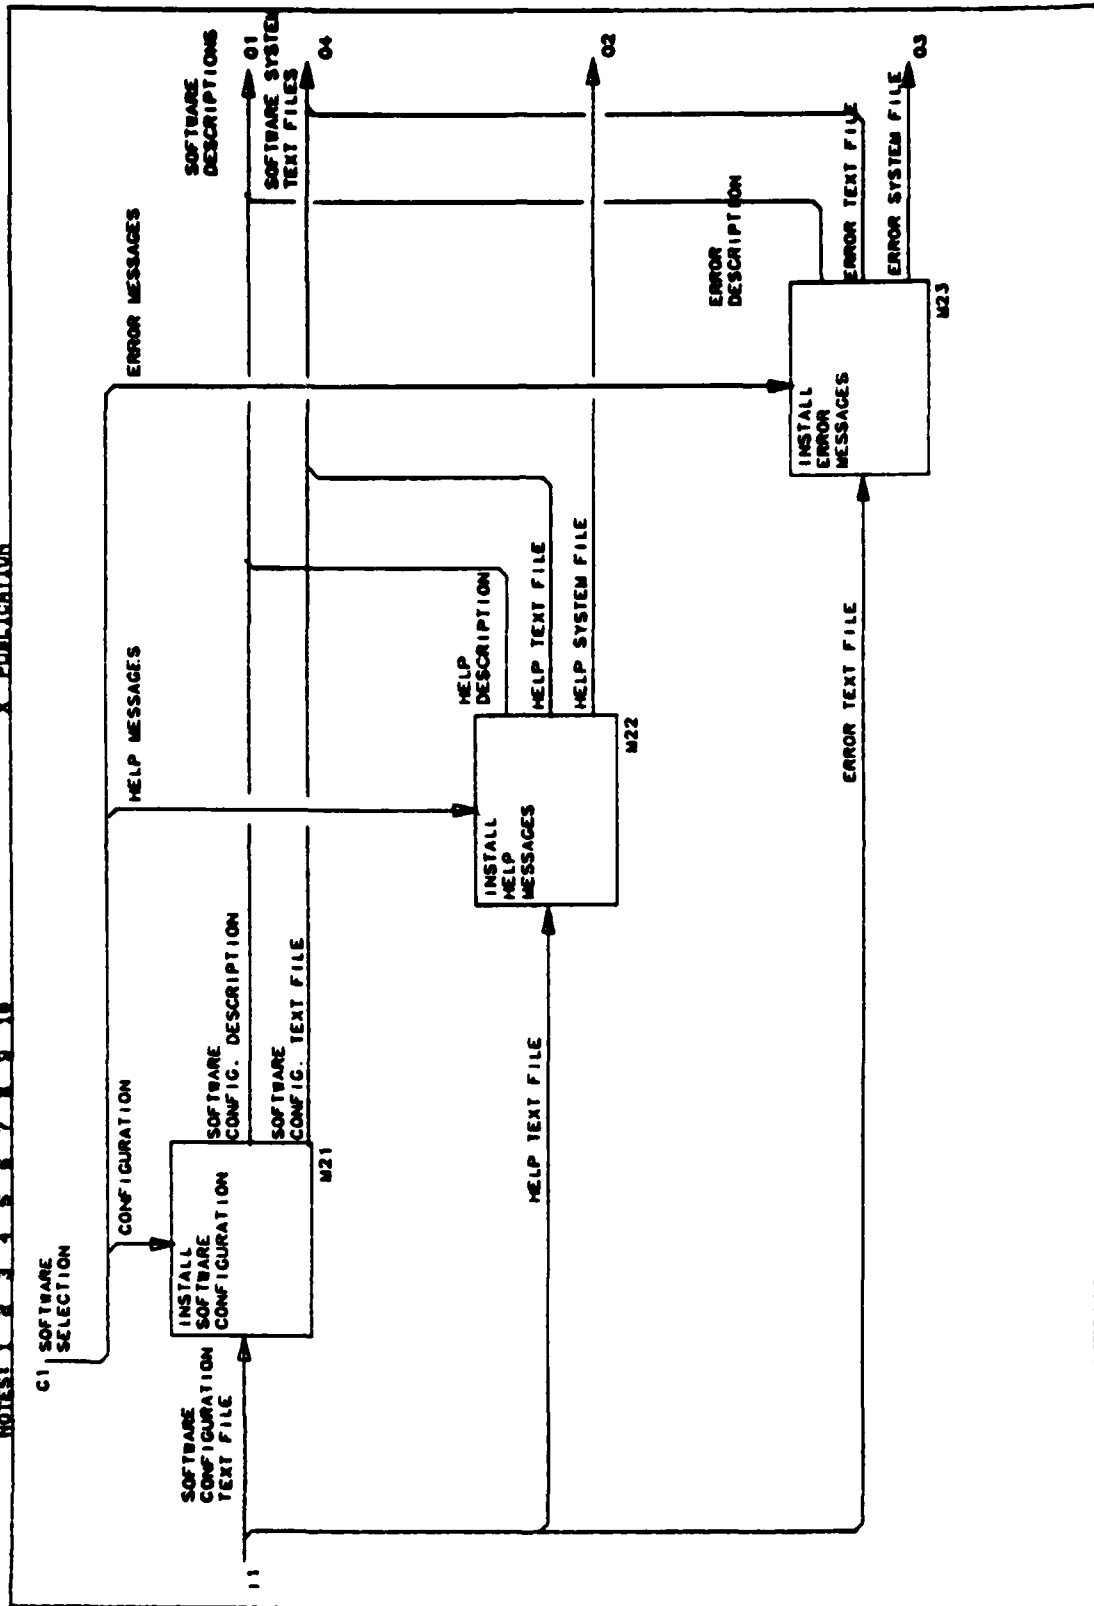 NOTES: 1 2 3 4 5 6 7 8 9 10
X PUBLICATION
C1
SOFTWARE
SELECTION
CONFIGURATION
HELP MESSAGES
ERROR MESSAGES
SOFTWARE
DESCRIPTIONS
O1
SOFTWARE SYSTEM
TEXT FILES
O4
SOFTWARE
CONFIGURATION
TEXT FILE
I1
INSTALL
SOFTWARE
CONFIGURATION
M21
SOFTWARE
CONFIG. DESCRIPTION
SOFTWARE
CONFIG. TEXT FILE
HELP TEXT FILE
INSTALL
HELP
MESSAGES
M22
HELP
DESCRIPTION
HELP TEXT FILE
HELP SYSTEM FILE
O2
ERROR TEXT FILE
INSTALL
ERROR
MESSAGES
M23
ERROR
DESCRIPTION
ERROR TEXT FILE
ERROR SYSTEM FILE
O3